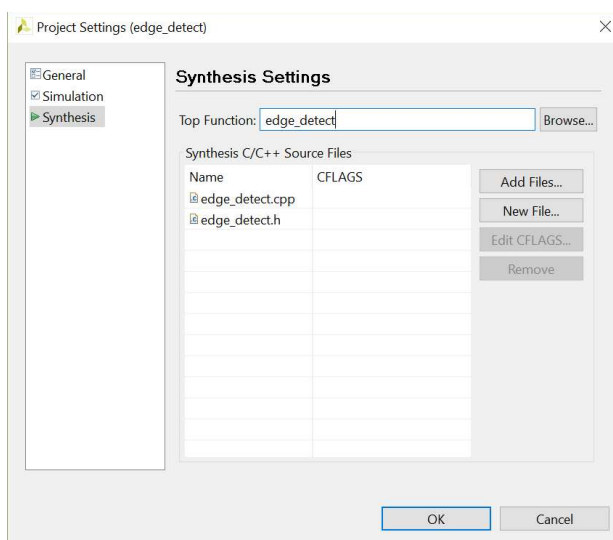 Project Settings (edge_detect)
General
Simulation
Synthesis
Synthesis Settings
Top Function: edge_detect Browse...
Synthesis C/C++ Source Files
Name CFLAGS
edge_detect.cpp
edge_detect.h
Add Files...
New File...
Edit CFLAGS...
Remove
OK Cancel